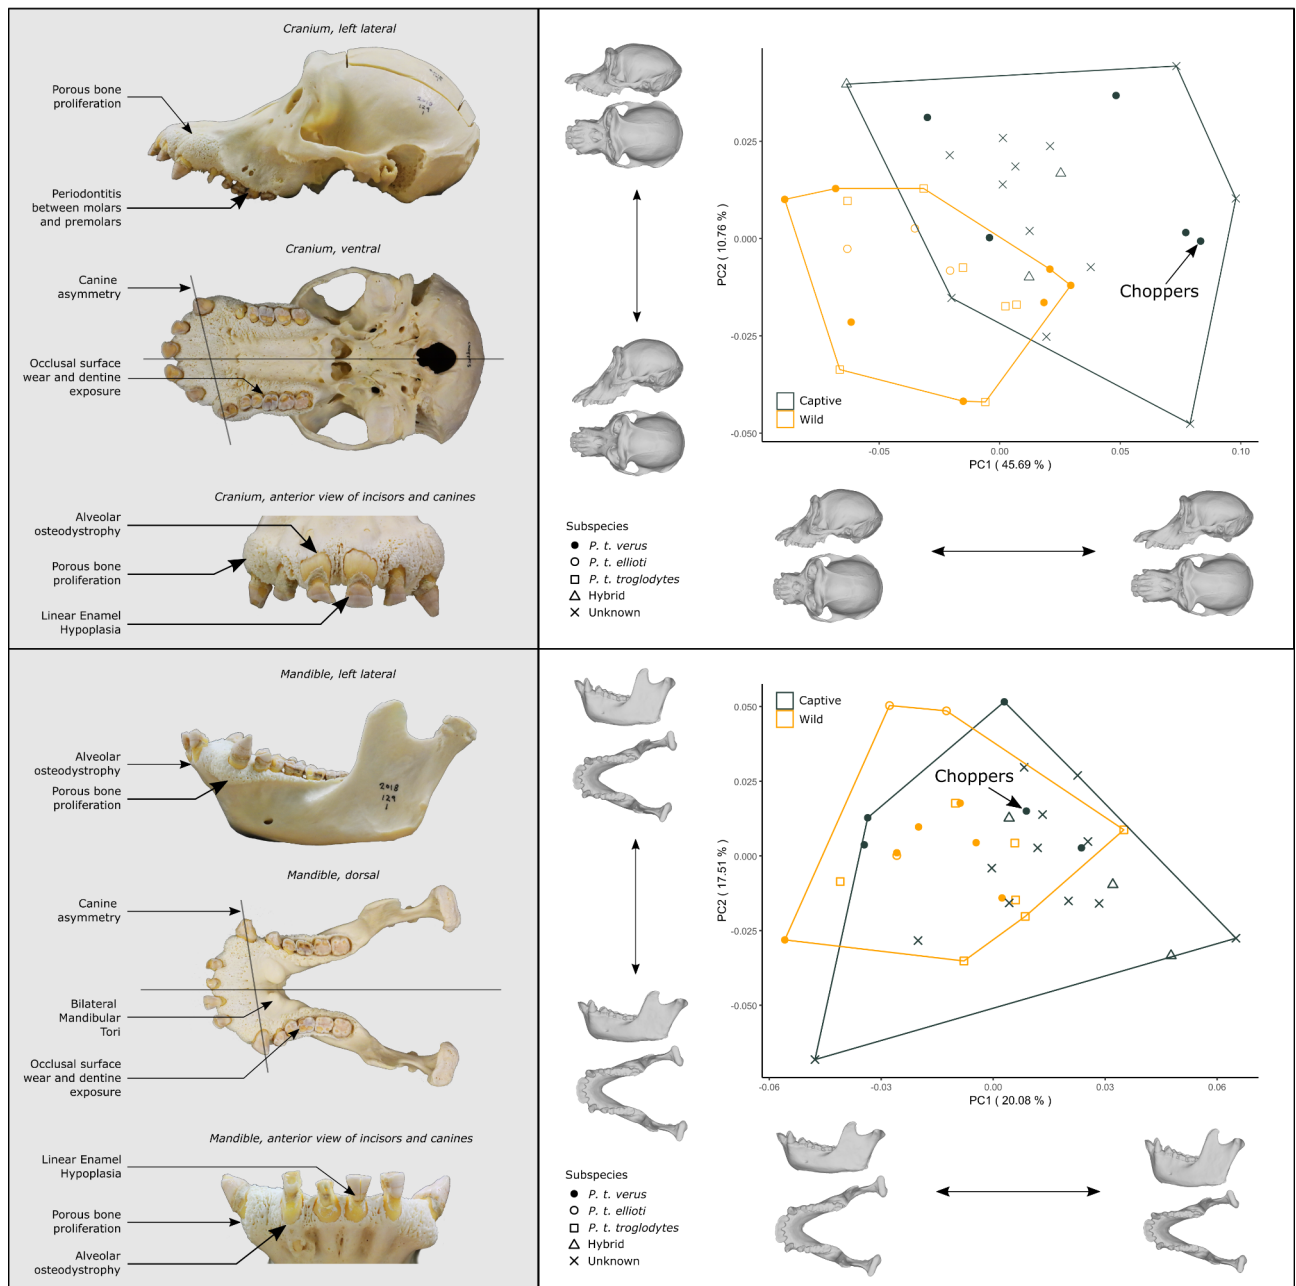 Cranium, left lateral
Porous bone
proliferation
2018
129
1
Periodontitis
between molars
and premolars
Cranium, ventral
Canine
asymmetry
Occlusal surface
wear and dentine
exposure
Cranium, anterior view of incisors and canines
Alveolar
osteodystrophy
Porous bone
proliferation
Linear Enamel
Hypoplasia
0.025
0.000
-0.025
-0.050
PC2 ( 10.76 % )
Choppers
Captive
Wild
-0.05
0.00
0.05
0.10
PC1 ( 45.69 % )
Subspecies
P. t. verus
P. t. ellioti
P. t. troglodytes
Hybrid
Unknown
Mandible, left lateral
Alveolar
osteodystrophy
Porous bone
proliferation
2018
129
1
Mandible, dorsal
Canine
asymmetry
Bilateral
Mandibular
Tori
Occlusal surface
wear and dentine
exposure
Mandible, anterior view of incisors and canines
Linear Enamel
Hypoplasia
Porous bone
proliferation
Alveolar
osteodystrophy
Captive
Wild
0.050
0.025
0.000
-0.025
-0.050
PC2 ( 17.51 % )
Choppers
-0.06
-0.03
0.00
0.03
0.06
PC1 ( 20.08 % )
Subspecies
P. t. verus
P. t. ellioti
P. t. troglodytes
Hybrid
Unknown